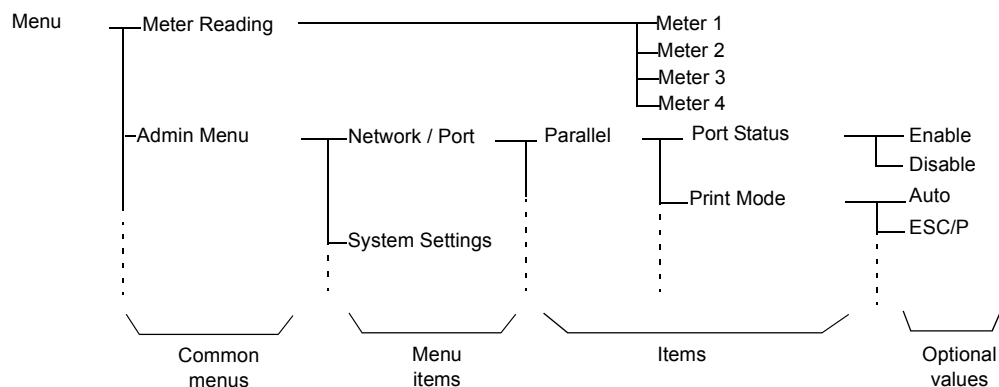 Menu
Meter Reading
Meter 1
Meter 2
Meter 3
Meter 4
Admin Menu
Network / Port
Parallel
Port Status
Enable
Disable
Print Mode
Auto
ESC/P
System Settings
Common
menus
Menu
items
Items
Optional
values